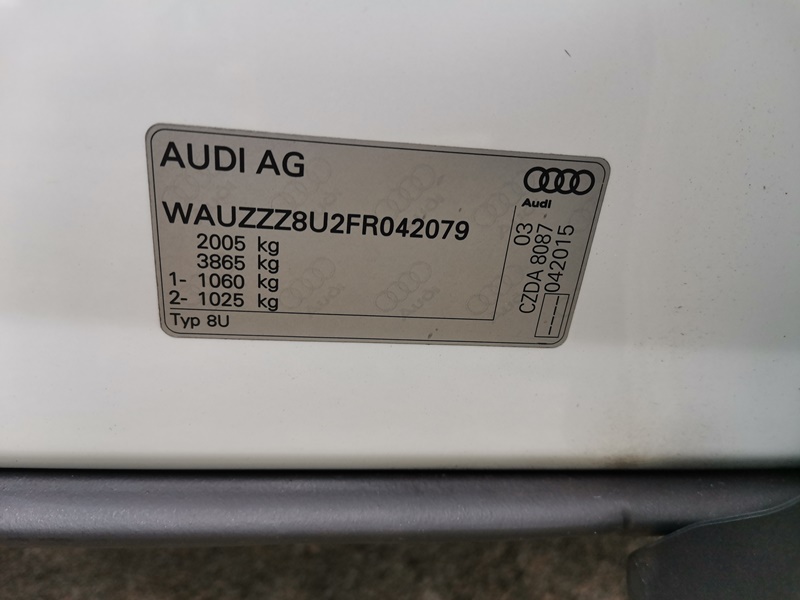 AUDI AG
Audi
WAUZZZ8U2FR042079
2005 kg
3865 kg
1- 1060 kg
2- 1025 kg
Typ 8U
03
CZDA 8087
----042015